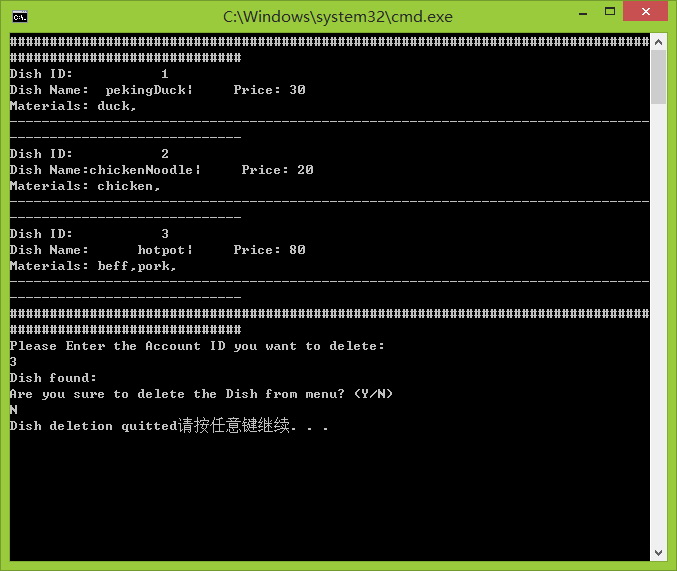 C:\Windows\system32\cmd.exe
################################################################################
#############################
Dish ID:           1
Dish Name:  pekingDuck|     Price: 30
Materials: duck,
--------------------------------------------------------------------------------
-----------------------------
Dish ID:           2
Dish Name:chickenNoodle|     Price: 20
Materials: chicken,
--------------------------------------------------------------------------------
-----------------------------
Dish ID:           3
Dish Name:      hotpot|     Price: 80
Materials: beff,pork,
--------------------------------------------------------------------------------
-----------------------------
################################################################################
#############################
Please Enter the Account ID you want to delete:
3
Dish found:
Are you sure to delete the Dish from menu? (Y/N)
N
Dish deletion quitted请按任意键继续. . .